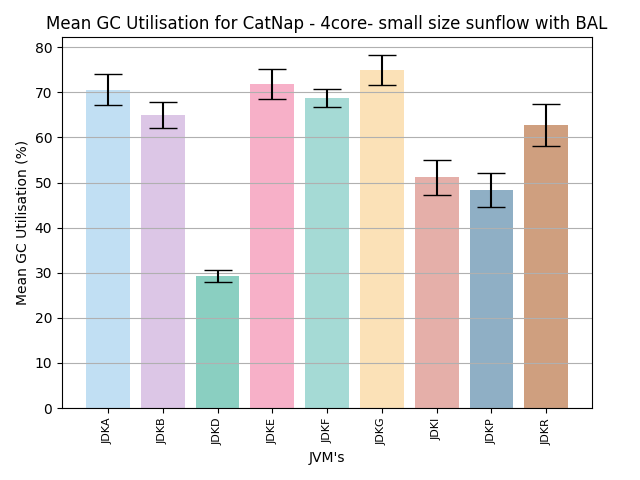 Mean GC Utilisation for CatNap - 4core- small size sunflow with BAL
Mean GC Utilisation (%)
80
70
60
50
40
30
20
10
0
JDKA
JDKB
JDKD
JDKE
JDKF
JDKG
JDKI
JDKP
JDKR
JVM's